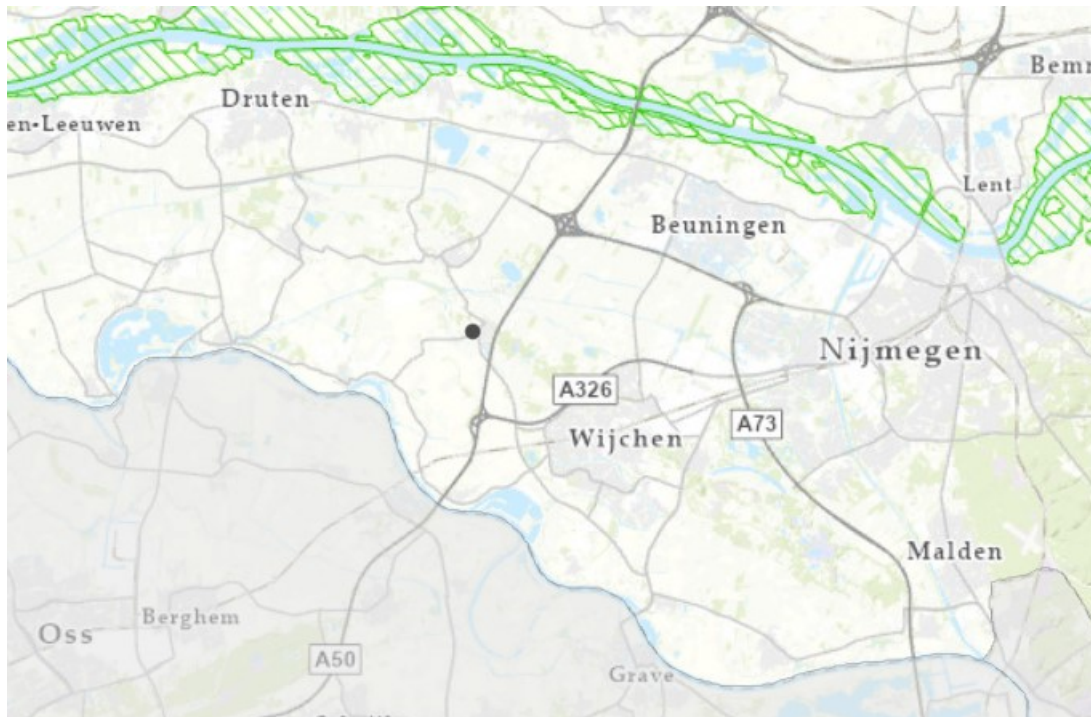 Druten
en-Leeuwen
Bemm
Lent
Beuningen
Nijmegen
A326
A73
Wijchen
Malden
Berghem
Oss
A50
Grave